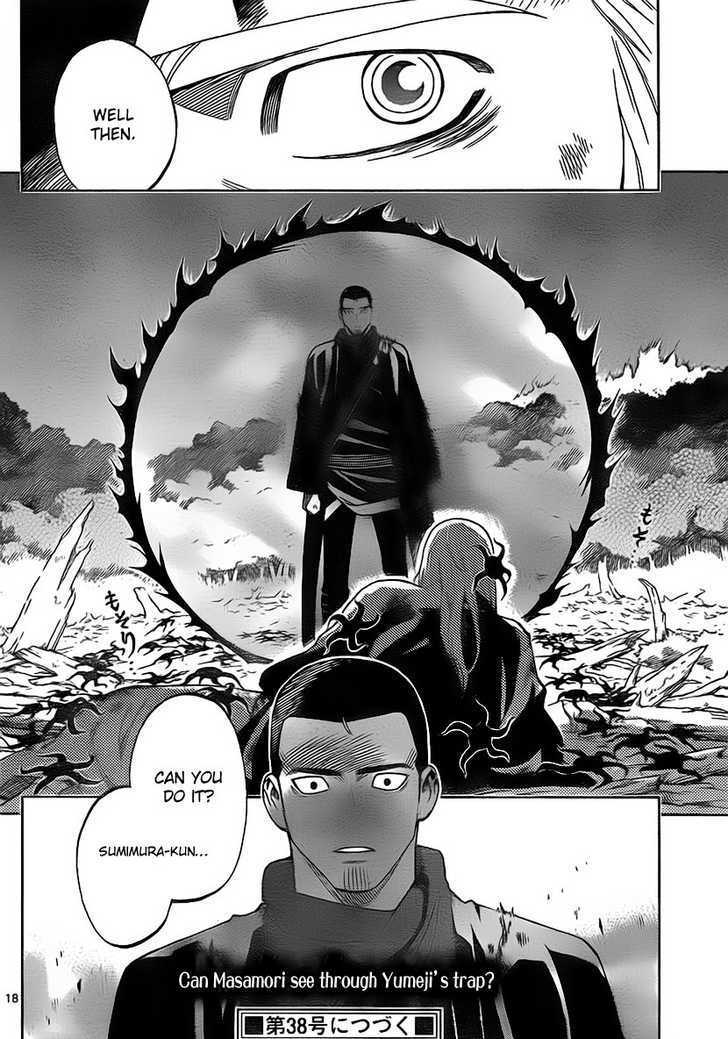 WELL
THEN.
もそ
もそり
CAN YOU
DO IT?
SUMIMURA-KUN...
Can Masamori see through Yumeji's trap?
18
■第38号につづく■